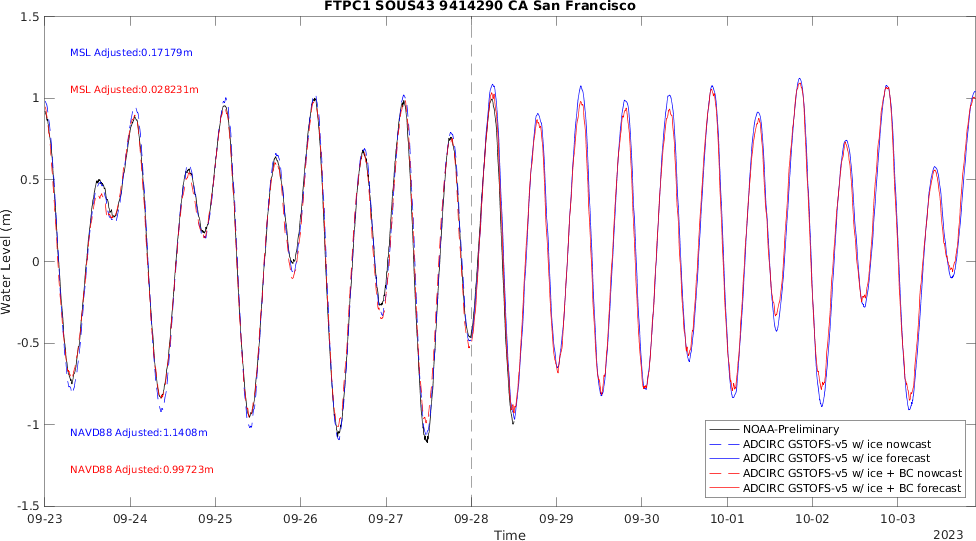 FTPC1 SOUS43 9414290 CA San Francisco
1.5
MSL Adjusted:0.17179m
MSL Adjusted:0.028231m
1
0.5
0
-0.5
-1
-1.5
Water Level (m)
NAVD88 Adjusted:1.1408m
NAVD88 Adjusted:0.99723m
NOAA-Preliminary
ADCIRC GSTOFS-v5 w/ ice nowcast
ADCIRC GSTOFS-v5 w/ ice forecast
ADCIRC GSTOFS-v5 w/ ice + BC nowcast
ADCIRC GSTOFS-v5 w/ ice + BC forecast
09-23 09-24 09-25 09-26 09-27 09-28 09-29 09-30 10-01 10-02 10-03
Time
2023